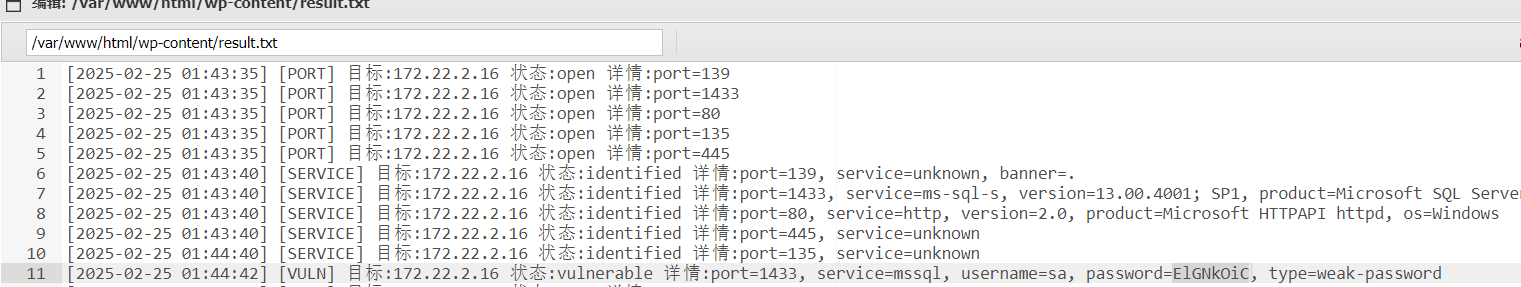 编辑: /var/www/html/wp-content/result.txt
/var/www/html/wp-content/result.txt
1 [2025-02-25 01:43:35] [PORT] 目标:172.22.2.16 状态:open 详情:port=139
2 [2025-02-25 01:43:35] [PORT] 目标:172.22.2.16 状态:open 详情:port=1433
3 [2025-02-25 01:43:35] [PORT] 目标:172.22.2.16 状态:open 详情:port=80
4 [2025-02-25 01:43:35] [PORT] 目标:172.22.2.16 状态:open 详情:port=135
5 [2025-02-25 01:43:35] [PORT] 目标:172.22.2.16 状态:open 详情:port=445
6 [2025-02-25 01:43:40] [SERVICE] 目标:172.22.2.16 状态:identified 详情:port=139, service=unknown, banner=.
7 [2025-02-25 01:43:40] [SERVICE] 目标:172.22.2.16 状态:identified 详情:port=1433, service=ms-sql-s, version=13.00.4001; SP1, product=Microsoft SQL Server
8 [2025-02-25 01:43:40] [SERVICE] 目标:172.22.2.16 状态:identified 详情:port=80, service=http, version=2.0, product=Microsoft HTTPAPI httpd, os=Windows
9 [2025-02-25 01:43:40] [SERVICE] 目标:172.22.2.16 状态:identified 详情:port=445, service=unknown
10 [2025-02-25 01:44:40] [SERVICE] 目标:172.22.2.16 状态:identified 详情:port=135, service=unknown
11 [2025-02-25 01:44:42] [VULN] 目标:172.22.2.16 状态:vulnerable 详情:port=1433, service=mssql, username=sa, password=ElGNkOiC, type=weak-password